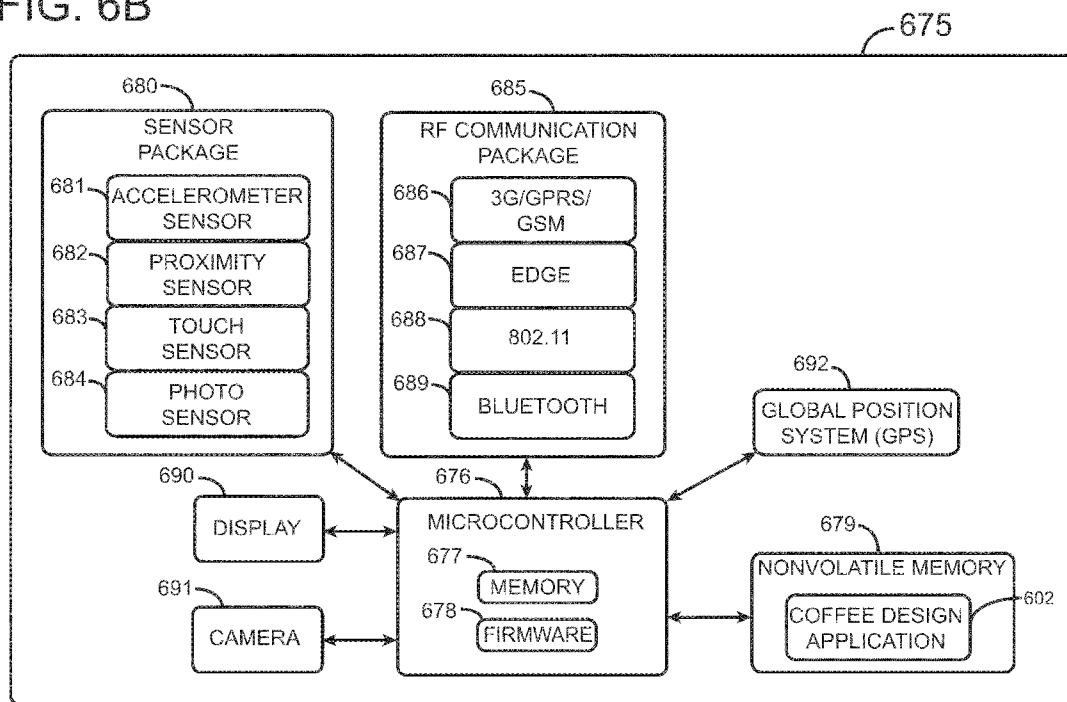 FIG. 6B
675
680
SENSOR
PACKAGE
681
ACCELEROMETER
SENSOR
682
PROXIMITY
SENSOR
683
TOUCH
SENSOR
684
PHOTO
SENSOR
685
RF COMMUNICATION
PACKAGE
686
3G/GPRS/
GSM
687
EDGE
688
802.11
689
BLUETOOTH
692
GLOBAL POSITION
SYSTEM (GPS)
690
DISPLAY
691
CAMERA
676
MICROCONTROLLER
677
MEMORY
678
FIRMWARE
679
NONVOLATILE MEMORY
COFFEE DESIGN
APPLICATION
602